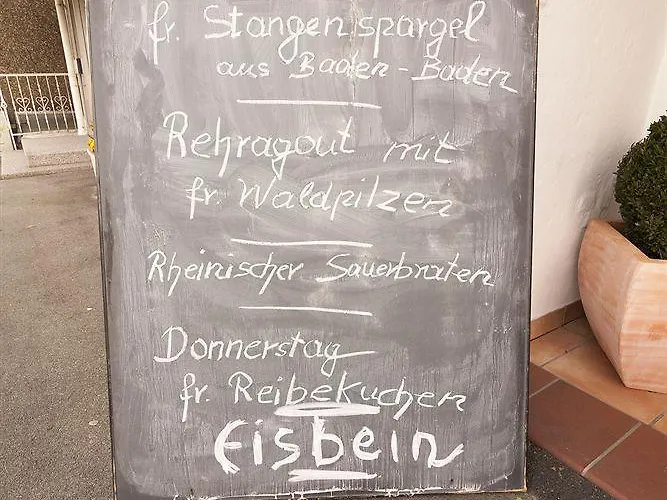 fr. Stangenspargel
aus Baden-Baden
Rehragout mit
fr. Waldpilzen
Rheinischer Sauerbraten
Donnerstag
fr. Reibekuchen
Eisbein